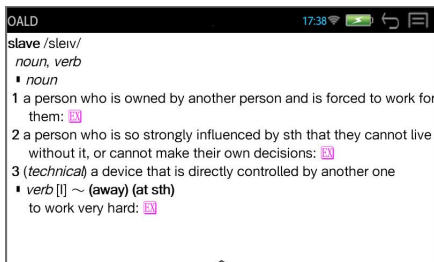 OALD 17:38
slave /sleɪv/
noun, verb
▪ noun
1 a person who is owned by another person and is forced to work for
them: EX
2 a person who is so strongly influenced by sth that they cannot live
without it, or cannot make their own decisions: EX
3 (technical) a device that is directly controlled by another one
▪ verb [I] ~ (away) (at sth)
to work very hard: EX